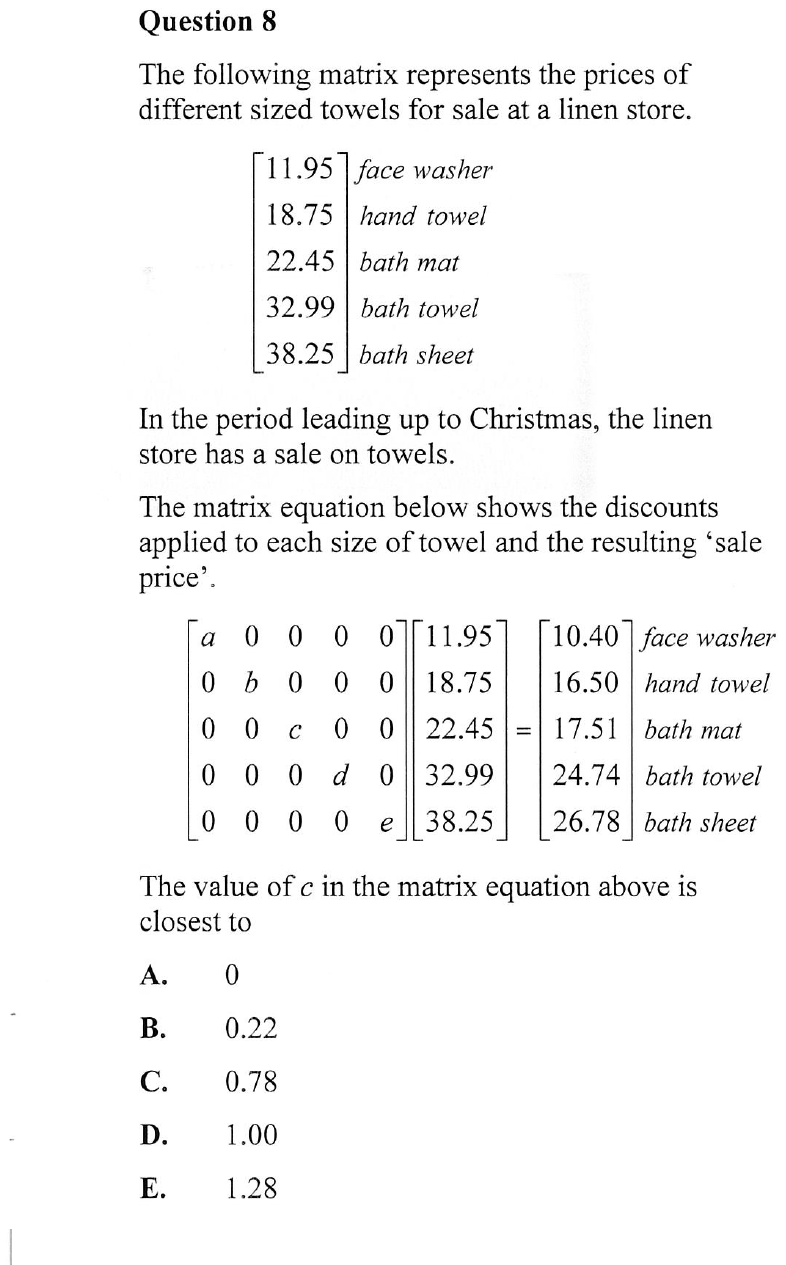 Question 8
The following matrix represents the prices of
different sized towels for sale at a linen store.
11.95 face washer
18.75 hand towel
22.45 bath mat
32.99 bath towel
38.25 bath sheet
In the period leading up to Christmas, the linen
store has a sale on towels.
The matrix equation below shows the discounts
applied to each size of towel and the resulting ‘sale
price’.
a 0 0 0 0 11.95 10.40 face washer
0 b 0 0 0 18.75 16.50 hand towel
0 0 c 0 0 22.45 = 17.51 bath mat
0 0 0 d 0 32.99 24.74 bath towel
0 0 0 0 e 38.25 26.78 bath sheet
The value of c in the matrix equation above is
closest to
A. 0
B. 0.22
C. 0.78
D. 1.00
E. 1.28